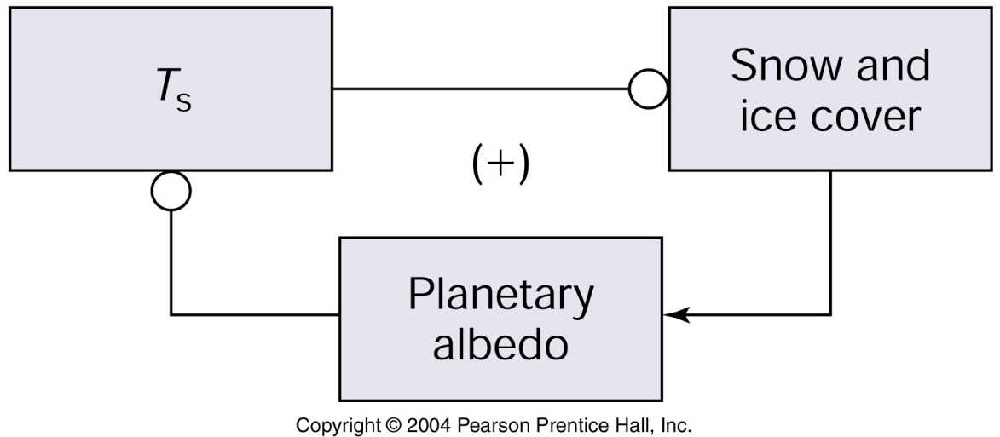 Ts
Snow and
ice cover
(+)
Planetary
albedo
Copyright © 2004 Pearson Prentice Hall, Inc.